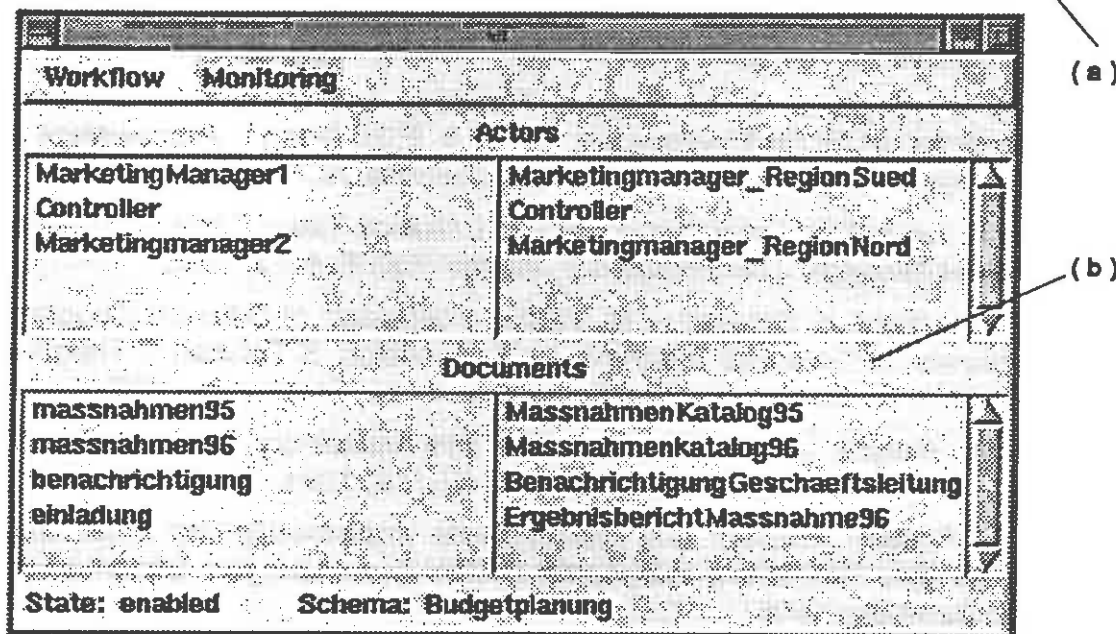 (a)
Workflow Monitoring
Actors
MarketingManager1 Marketingmanager_RegionSued
Controller Controller
Marketingmanager2 Marketingmanager_RegionNord
(b)
Documents
massnahmen95 MassnahmenKatalog95
massnahmen96 Massnahmenkatalog96
benachrichtigung BenachrichtigungGeschaeftsleitung
einladung ErgebnisberichtMassnahme96
State: enabled Schema: Budgetplanung